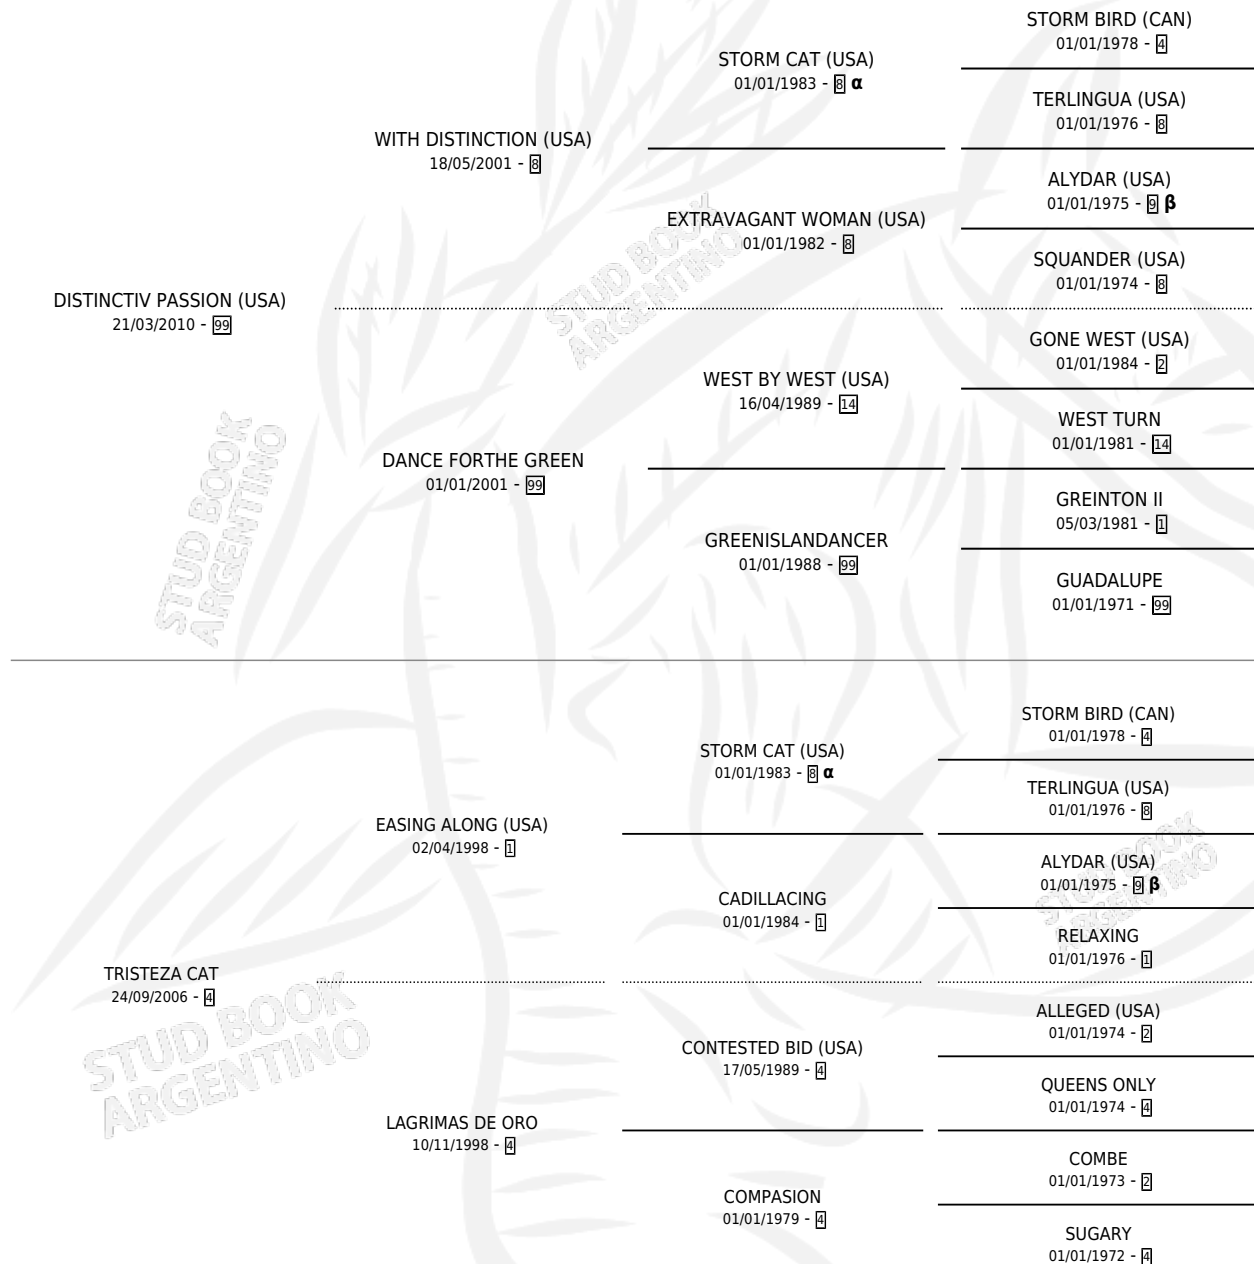 STORM BIRD (CAN)
01/01/1978 - 4
STORM CAT (USA)
01/01/1983 - 8 α
TERLINGUA (USA)
01/01/1976 - 8
WITH DISTINCTION (USA)
18/05/2001 - 8
ALYDAR (USA)
01/01/1975 - 9 β
EXTRAVAGANT WOMAN (USA)
01/01/1982 - 8
SQUANDER (USA)
01/01/1974 - 8
DISTINCTIV PASSION (USA)
21/03/2010 - 99
GONE WEST (USA)
01/01/1984 - 2
WEST BY WEST (USA)
16/04/1989 - 14
WEST TURN
01/01/1981 - 14
DANCE FORTHE GREEN
01/01/2001 - 99
GREINTON II
05/03/1981 - 1
GREENISLANDANCER
01/01/1988 - 99
GUADALUPE
01/01/1971 - 99
STORM BIRD (CAN)
01/01/1978 - 4
STORM CAT (USA)
01/01/1983 - 8 α
TERLINGUA (USA)
01/01/1976 - 8
EASING ALONG (USA)
02/04/1998 - 1
ALYDAR (USA)
01/01/1975 - 9 β
CADILLACING
01/01/1984 - 1
RELAXING
01/01/1976 - 1
TRISTEZA CAT
24/09/2006 - 4
ALLEGED (USA)
01/01/1974 - 2
CONTESTED BID (USA)
17/05/1989 - 4
QUEENS ONLY
01/01/1974 - 4
LAGRIMAS DE ORO
10/11/1998 - 4
COMBE
01/01/1973 - 2
COMPASION
01/01/1979 - 4
SUGARY
01/01/1972 - 4
STUD BOOK
ARGENTINO
STUD BOOK
ARGENTINO
STUD BOOK
ARGENTINO
STUD BOOK
ARGENTINO